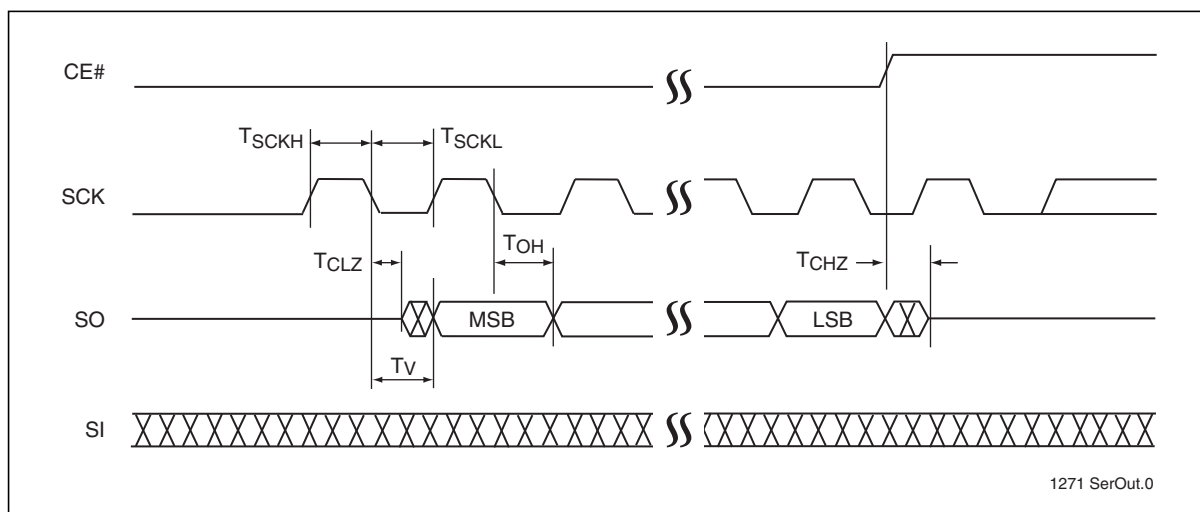 CE#
TSCKH
TSCKL
SCK
TOH
TCLZ
TCHZ
SO
MSB
LSB
TV
SI
1271 SerOut.0